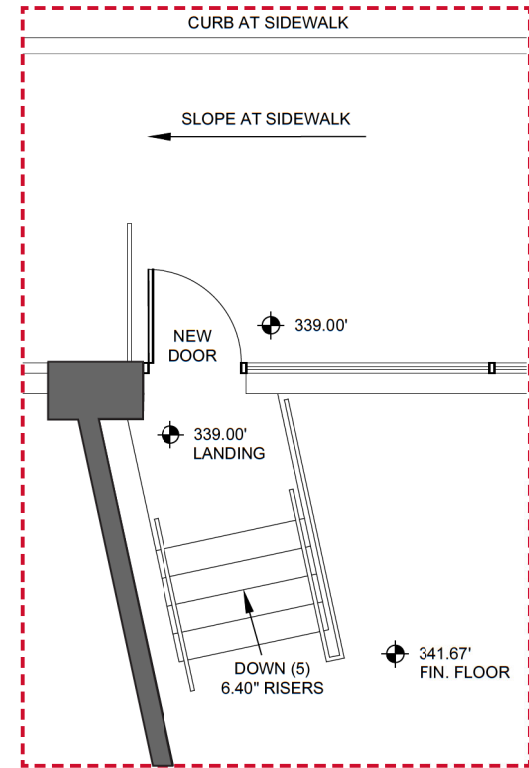 CURB AT SIDEWALK
SLOPE AT SIDEWALK
NEW
DOOR
339.00'
339.00'
LANDING
DOWN (5)
6.40" RISERS
341.67'
FIN. FLOOR